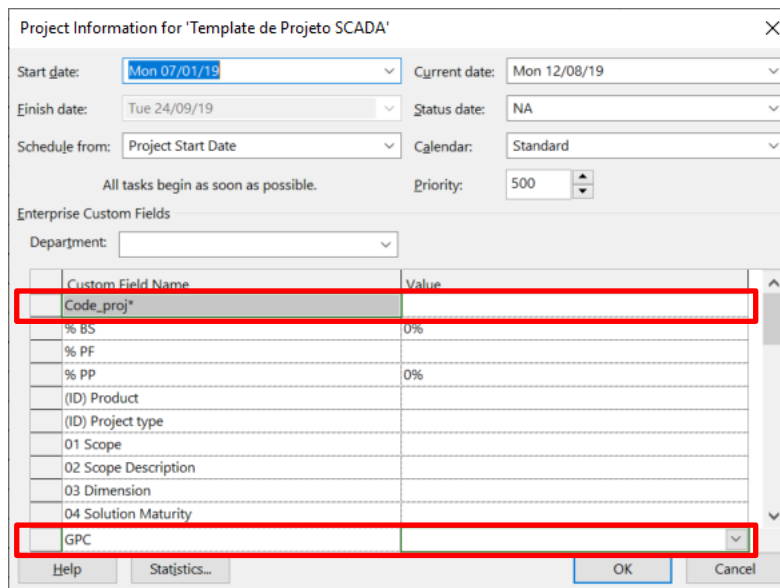 Project Information for 'Template de Projeto SCADA'
Start date: Mon 07/01/19 Current date: Mon 12/08/19
Finish date: Tue 24/09/19 Status date: NA
Schedule from: Project Start Date Calendar: Standard
All tasks begin as soon as possible. Priority: 500
Enterprise Custom Fields
Department:
Custom Field Name Value
Code_proj*
% BS 0%
% PF
% PP 0%
(ID) Product
(ID) Project type
01 Scope
02 Scope Description
03 Dimension
04 Solution Maturity
GPC
Help Statistics... OK Cancel